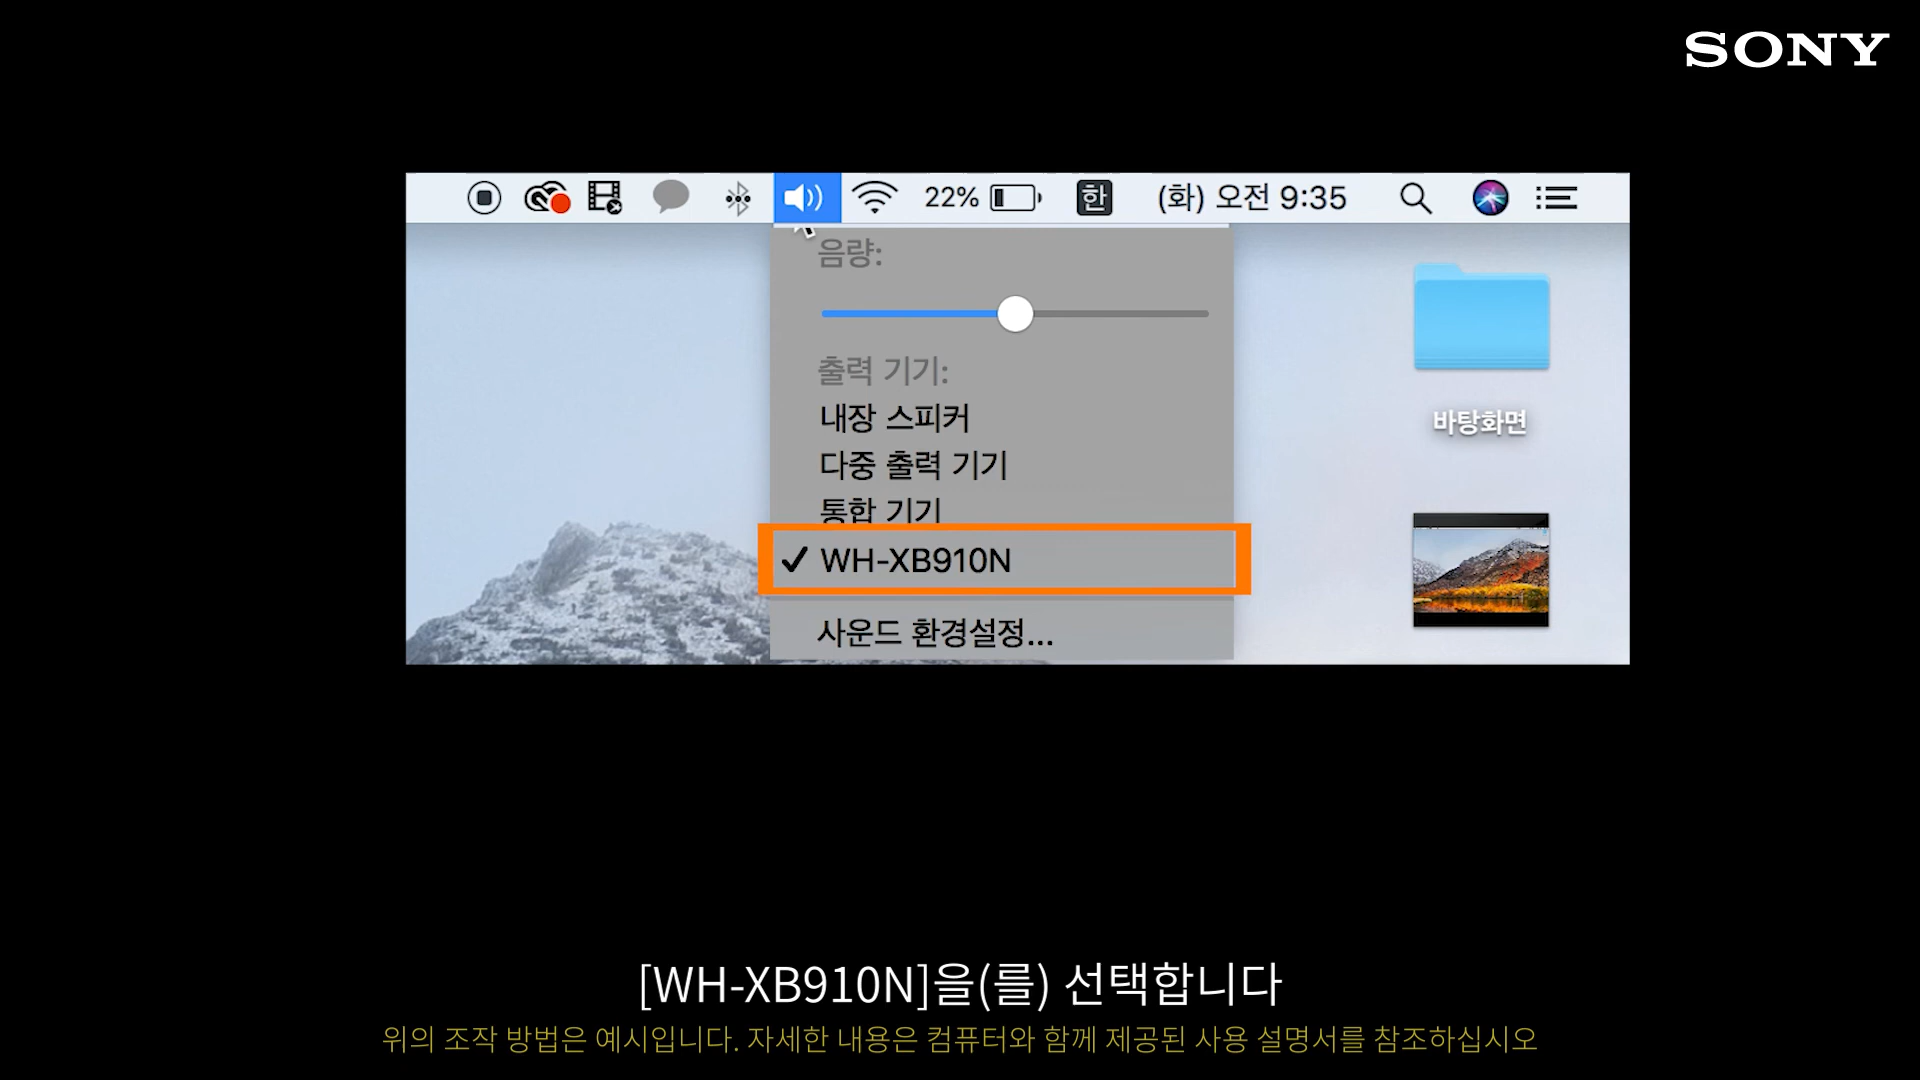 SONY
22% 한 (화) 오전 9:35
음량:
출력 기기:
내장 스피커
다중 출력 기기
통합 기기
✓ WH-XB910N
사운드 환경설정...
바탕화면
[WH-XB910N]을(를) 선택합니다
위의 조작 방법은 예시입니다. 자세한 내용은 컴퓨터와 함께 제공된 사용 설명서를 참조하십시오